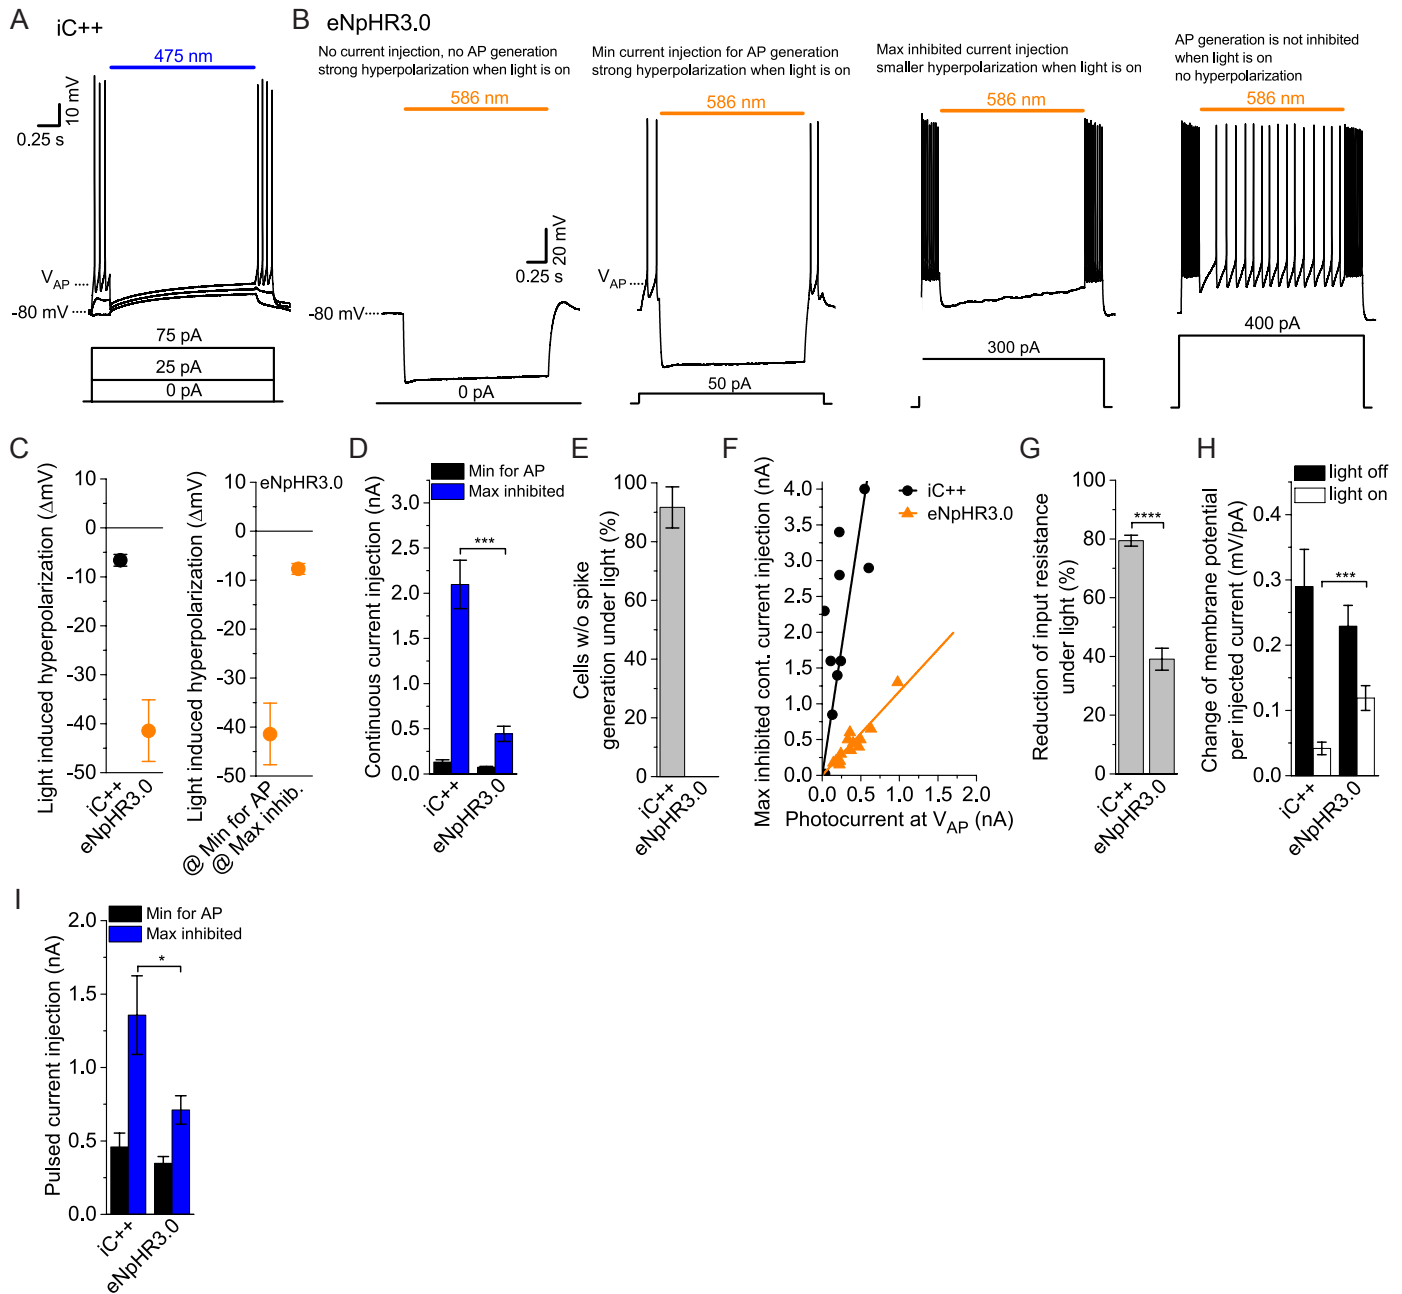 A
iC++
475 nm
10 mV
0.25 s
V_AP
-80 mV
75 pA
25 pA
0 pA
B
eNpHR3.0
No current injection, no AP generation
strong hyperpolarization when light is on
586 nm
20 mV
0.25 s
-80 mV
0 pA
Min current injection for AP generation
strong hyperpolarization when light is on
586 nm
V_AP
50 pA
Max inhibited current injection
smaller hyperpolarization when light is on
586 nm
300 pA
AP generation is not inhibited
when light is on
no hyperpolarization
586 nm
400 pA
C
Light induced hyperpolarization (ΔmV)
10
0
-10
-20
-30
-40
-50
iC++
eNpHR3.0
Light induced hyperpolarization (ΔmV)
eNpHR3.0
10
0
-10
-20
-30
-40
-50
@ Min for AP
@ Max inhib.
D
Min for AP
Max inhibited
Continuous current injection (nA)
3.0
2.5
2.0
1.5
1.0
0.5
0.0
***
iC++
eNpHR3.0
E
Cells w/o spike
generation under light (%)
100
80
60
40
20
0
iC++
eNpHR3.0
F
Max inhibited cont. current injection (nA)
4.0
3.5
3.0
2.5
2.0
1.5
1.0
0.5
0.0
iC++
eNpHR3.0
0.0 0.5 1.0 1.5 2.0
Photocurrent at V_AP (nA)
G
Reduction of input resistance
under light (%)
100
80
60
40
20
0
****
iC++
eNpHR3.0
H
light off
light on
Change of membrane potential
per injected current (mV/pA)
0.4
0.3
0.2
0.1
0.0
***
iC++
eNpHR3.0
I
Min for AP
Max inhibited
Pulsed current injection (nA)
2.0
1.5
1.0
0.5
0.0
*
iC++
eNpHR3.0